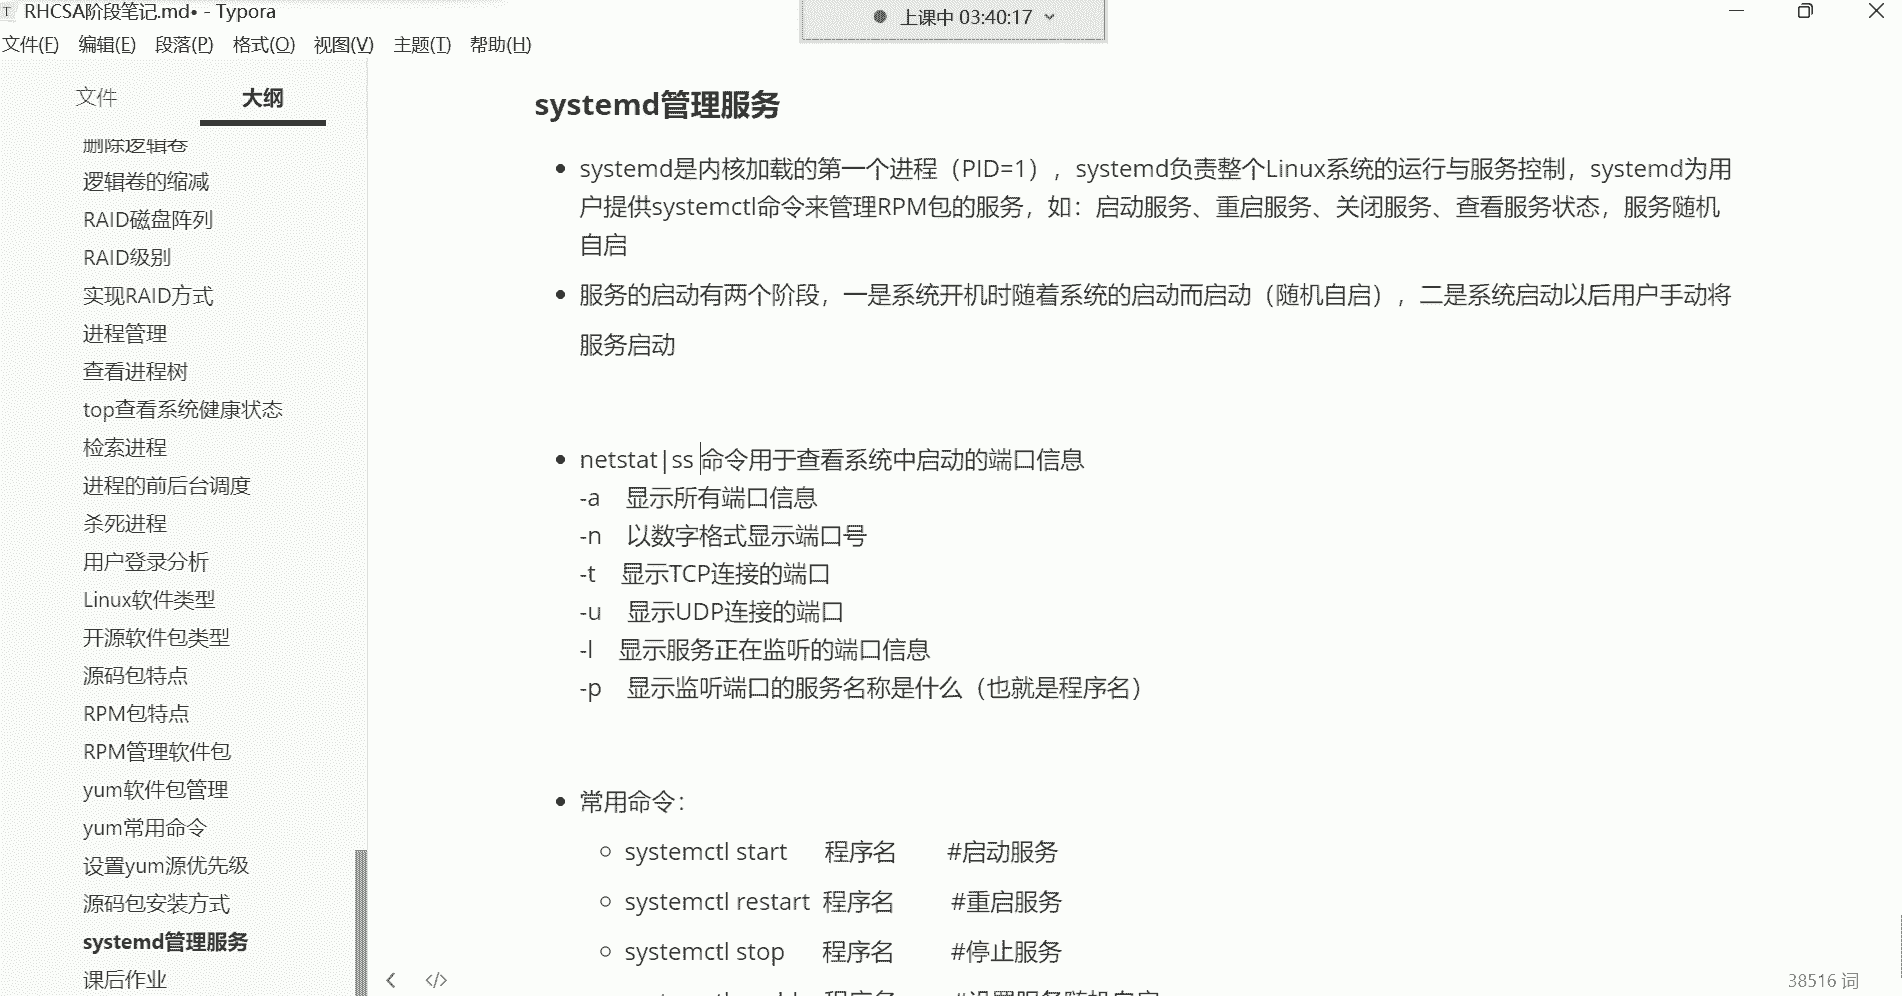 T RHCSA阶段笔记.md• - Typora
上课中 03:40:17
文件(F) 编辑(E) 段落(P) 格式(O) 视图(V) 主题(T) 帮助(H)
文件 大纲
删除逻辑卷
逻辑卷的缩减
RAID磁盘阵列
RAID级别
实现RAID方式
进程管理
查看进程树
top查看系统健康状态
检索进程
进程的前后台调度
杀死进程
用户登录分析
Linux软件类型
开源软件包类型
源码包特点
RPM包特点
RPM管理软件包
yum软件包管理
yum常用命令
设置yum源优先级
源码包安装方式
systemd管理服务
课后作业
systemd管理服务
systemd是内核加载的第一个进程（PID=1），systemd负责整个Linux系统的运行与服务控制，systemd为用
户提供systemctl命令来管理RPM包的服务，如：启动服务、重启服务、关闭服务、查看服务状态，服务随机
自启
服务的启动有两个阶段，一是系统开机时随着系统的启动而启动（随机自启），二是系统启动以后用户手动将
服务启动
netstat|ss 命令用于查看系统中启动的端口信息
-a 显示所有端口信息
-n 以数字格式显示端口号
-t 显示TCP连接的端口
-u 显示UDP连接的端口
-l 显示服务正在监听的端口信息
-p 显示监听端口的服务名称是什么（也就是程序名）
常用命令：
systemctl start 程序名 #启动服务
systemctl restart 程序名 #重启服务
systemctl stop 程序名 #停止服务
</>
38516 词